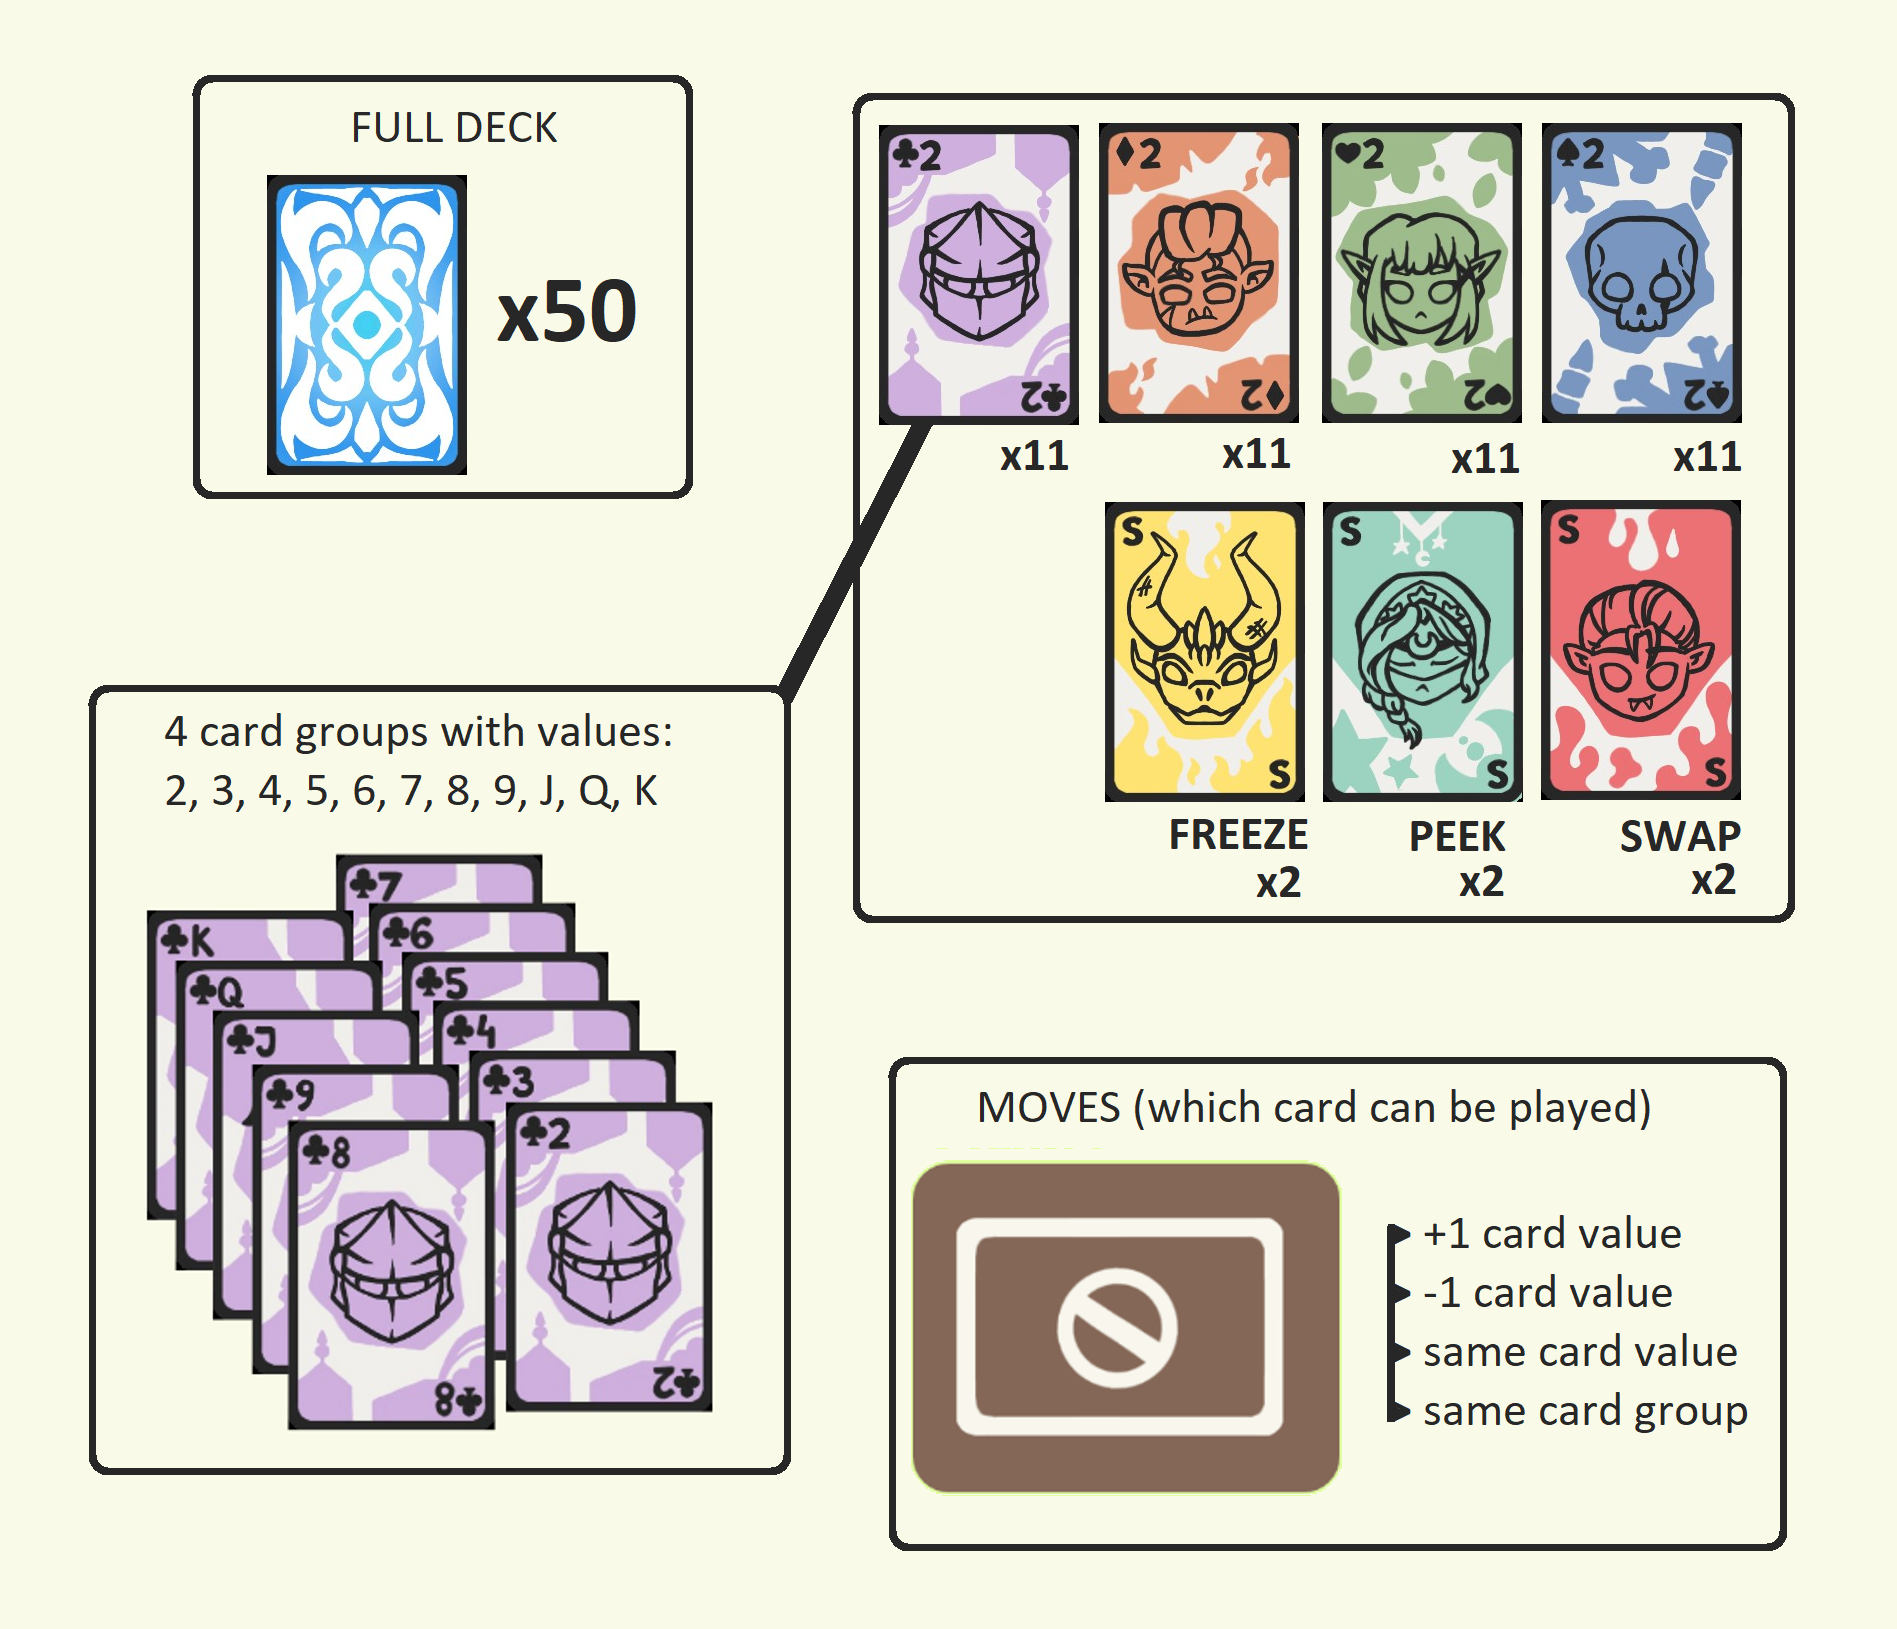 FULL DECK
x50
♣2
♦2
♥2
♠2
♣2
♦2
♥2
♠2
x11
x11
x11
x11
S
S
S
S
S
S
FREEZE
x2
PEEK
x2
SWAP
x2
4 card groups with values:
2, 3, 4, 5, 6, 7, 8, 9, J, Q, K
♣7
♣K
♣6
♣Q
♣5
♣J
♣4
♣9
♣3
♣8
♣2
♣8
♣2
MOVES (which card can be played)
+1 card value
-1 card value
same card value
same card group